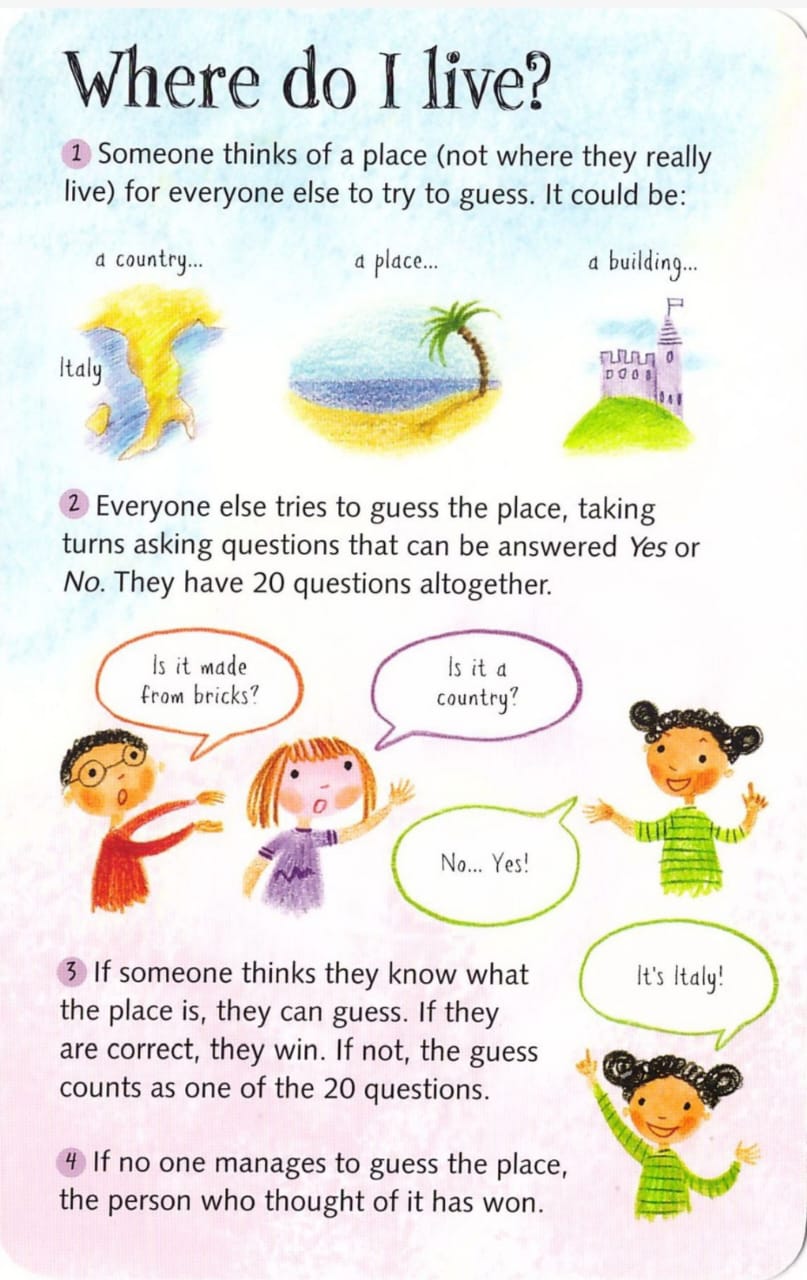 Where do I live?
1 Someone thinks of a place (not where they really
live) for everyone else to try to guess. It could be:
a country...
a place...
a building...
Italy
2 Everyone else tries to guess the place, taking
turns asking questions that can be answered Yes or
No. They have 20 questions altogether.
Is it made
from bricks?
Is it a
country?
No... Yes!
3 If someone thinks they know what
the place is, they can guess. If they
are correct, they win. If not, the guess
counts as one of the 20 questions.
It's Italy!
4 If no one manages to guess the place,
the person who thought of it has won.